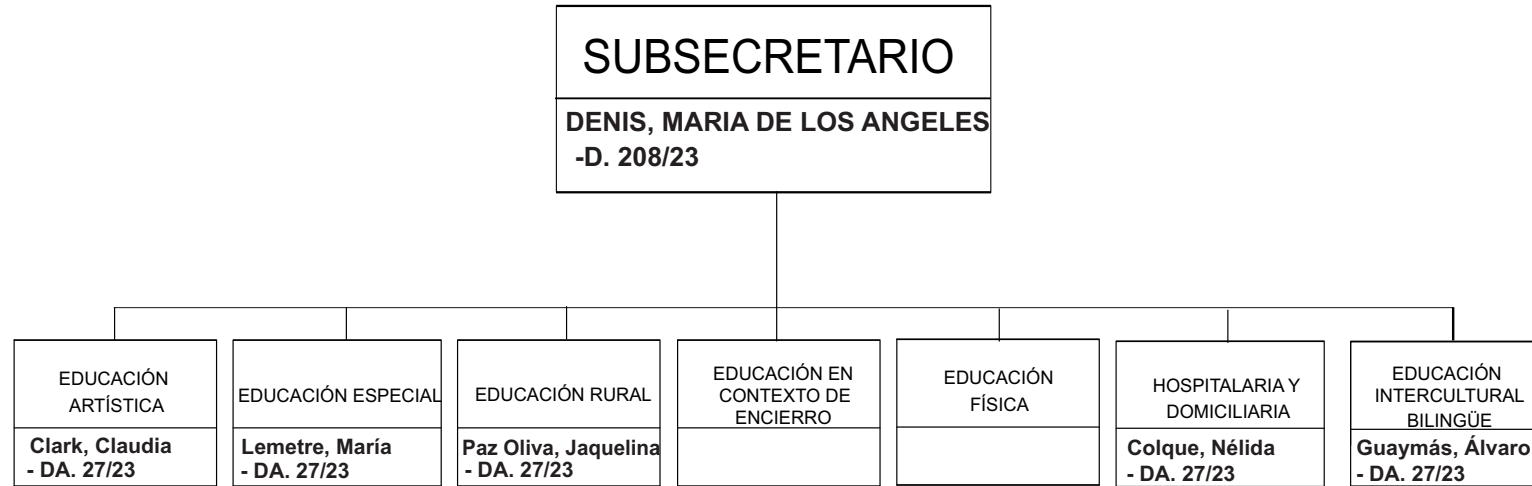 SUBSECRETARIO
DENIS, MARIA DE LOS ANGELES
-D. 208/23
EDUCACIÓN
ARTÍSTICA
Clark, Claudia
- DA. 27/23
EDUCACIÓN ESPECIAL
Lemetre, María
- DA. 27/23
EDUCACIÓN RURAL
Paz Oliva, Jaquelina
- DA. 27/23
EDUCACIÓN EN
CONTEXTO DE
ENCIERRO
EDUCACIÓN
FÍSICA
HOSPITALARIA Y
DOMICILIARIA
Colque, Nélida
- DA. 27/23
EDUCACIÓN
INTERCULTURAL
BILINGÜE
Guaymás, Álvaro
- DA. 27/23